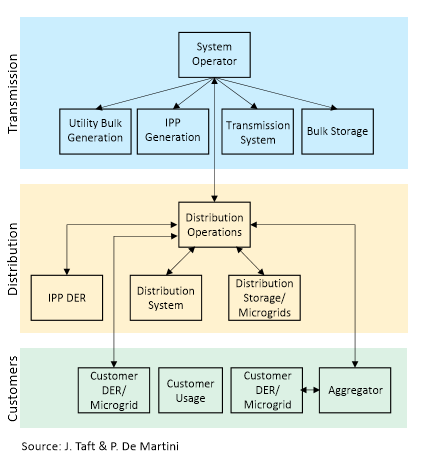 Transmission
System
Operator
Utility Bulk
Generation
IPP
Generation
Transmission
System
Bulk Storage
Distribution
Distribution
Operations
IPP DER
Distribution
System
Distribution
Storage/
Microgrids
Customers
Customer
DER/
Microgrid
Customer
Usage
Customer
DER/
Microgrid
Aggregator
Source: J. Taft & P. De Martini